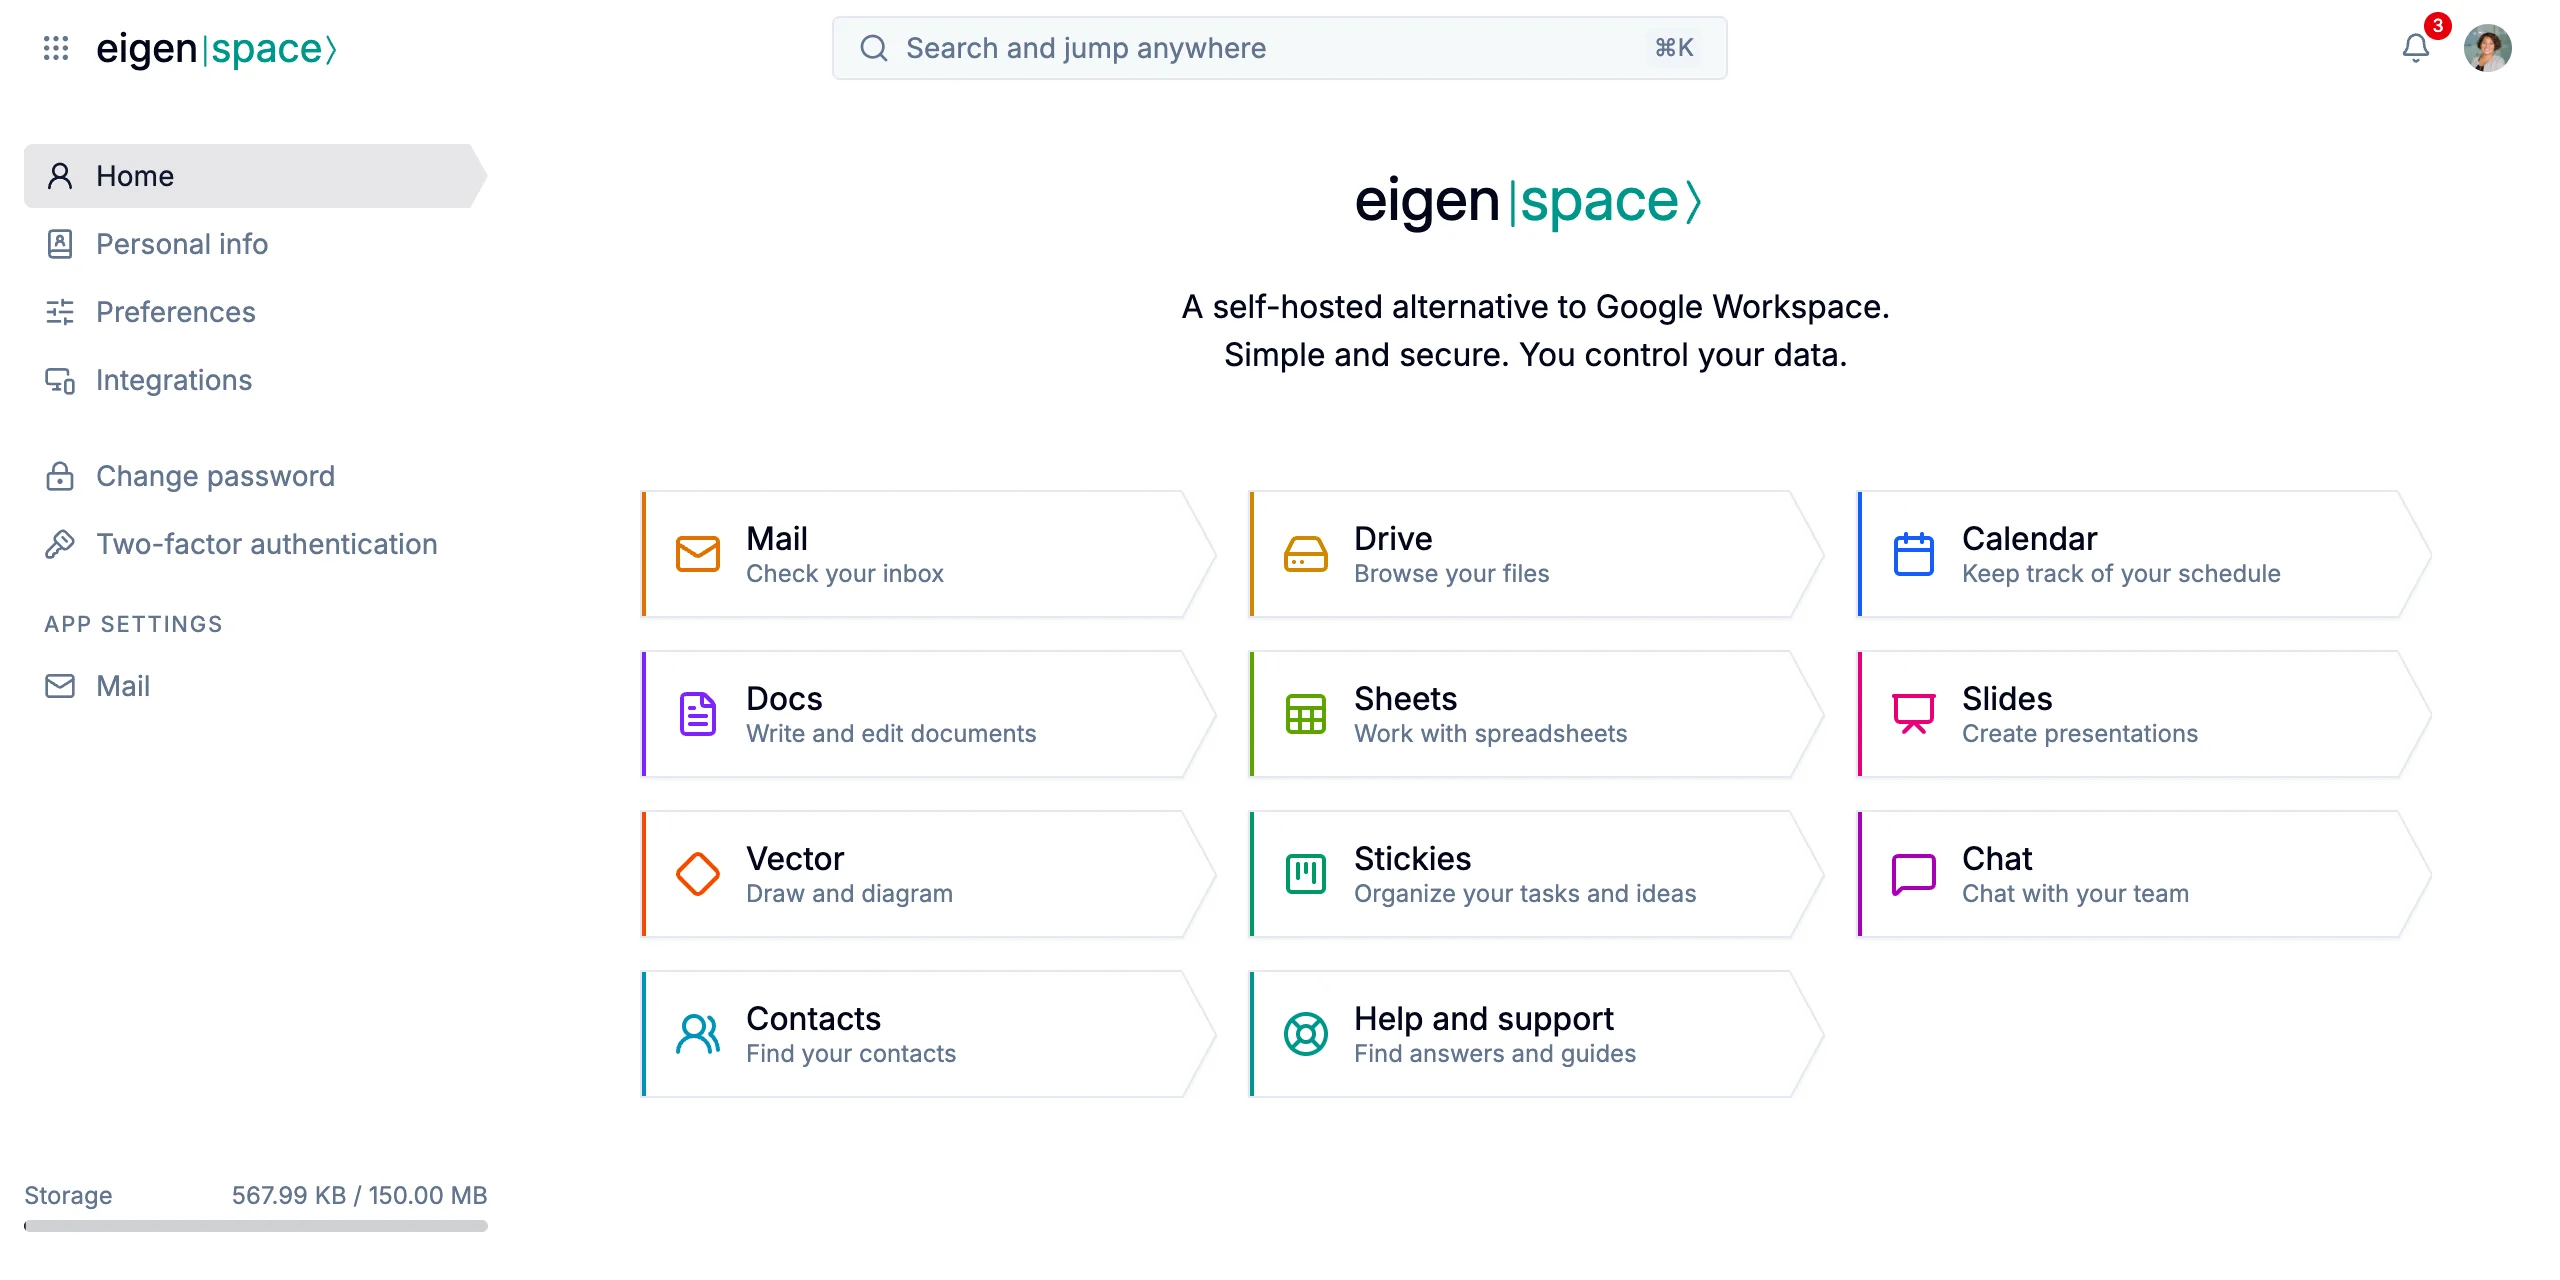 eigen|space⟩
Search and jump anywhere
⌘K
3
Home
Personal info
Preferences
Integrations
Change password
Two-factor authentication
APP SETTINGS
Mail
Storage
567.99 KB / 150.00 MB
eigen|space⟩
A self-hosted alternative to Google Workspace.
Simple and secure. You control your data.
Mail
Check your inbox
Drive
Browse your files
Calendar
Keep track of your schedule
Docs
Write and edit documents
Sheets
Work with spreadsheets
Slides
Create presentations
Vector
Draw and diagram
Stickies
Organize your tasks and ideas
Chat
Chat with your team
Contacts
Find your contacts
Help and support
Find answers and guides